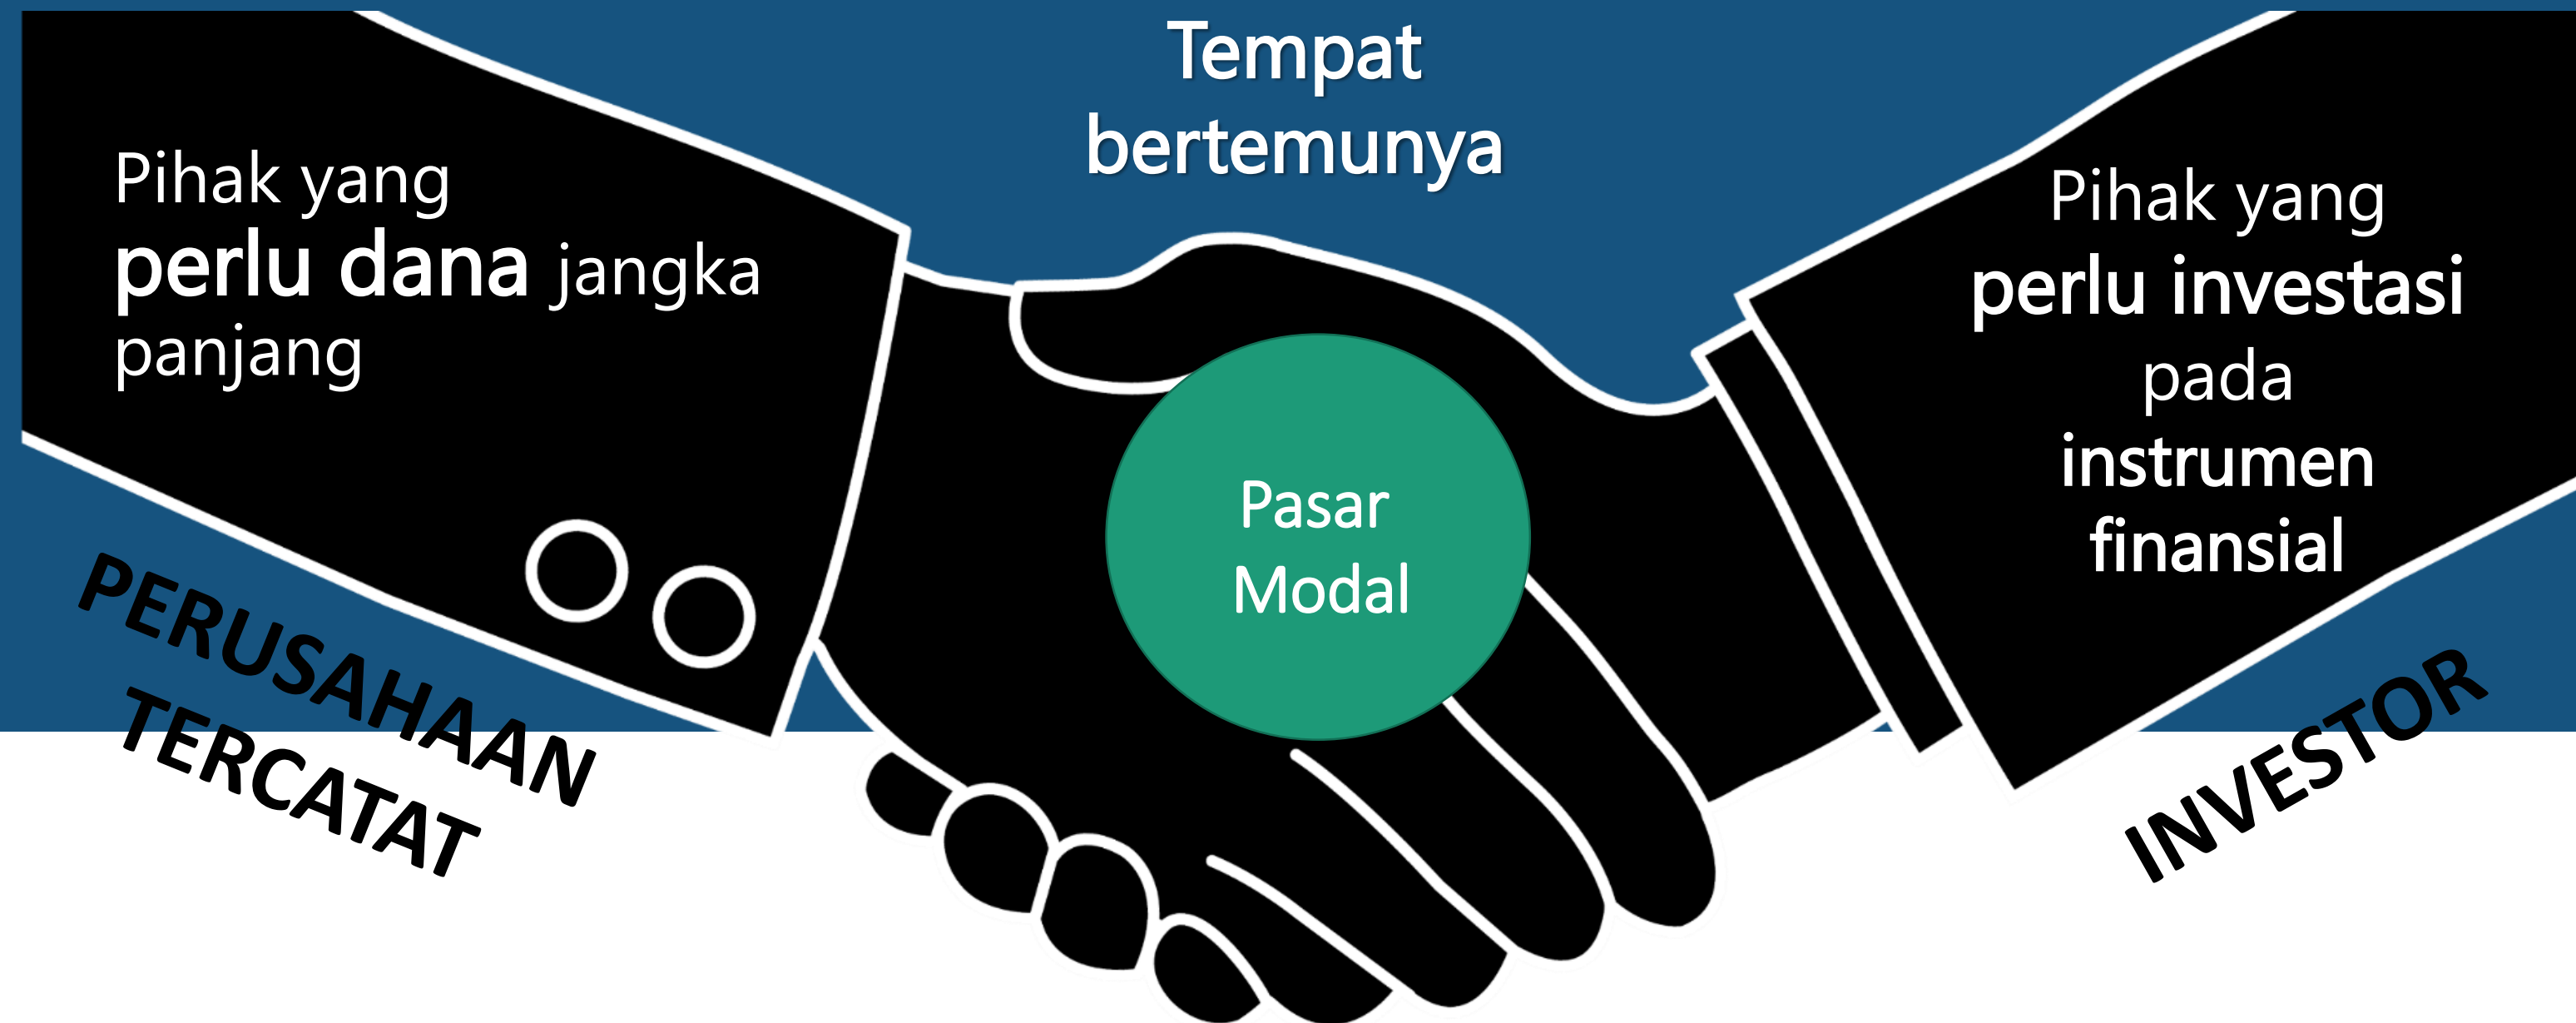 Tempat
bertemunya
Pihak yang
perlu dana jangka
panjang
Pihak yang
perlu investasi
pada
instrumen
finansial
Pasar
Modal
PERUSAHAAN
TERCATAT
INVESTOR